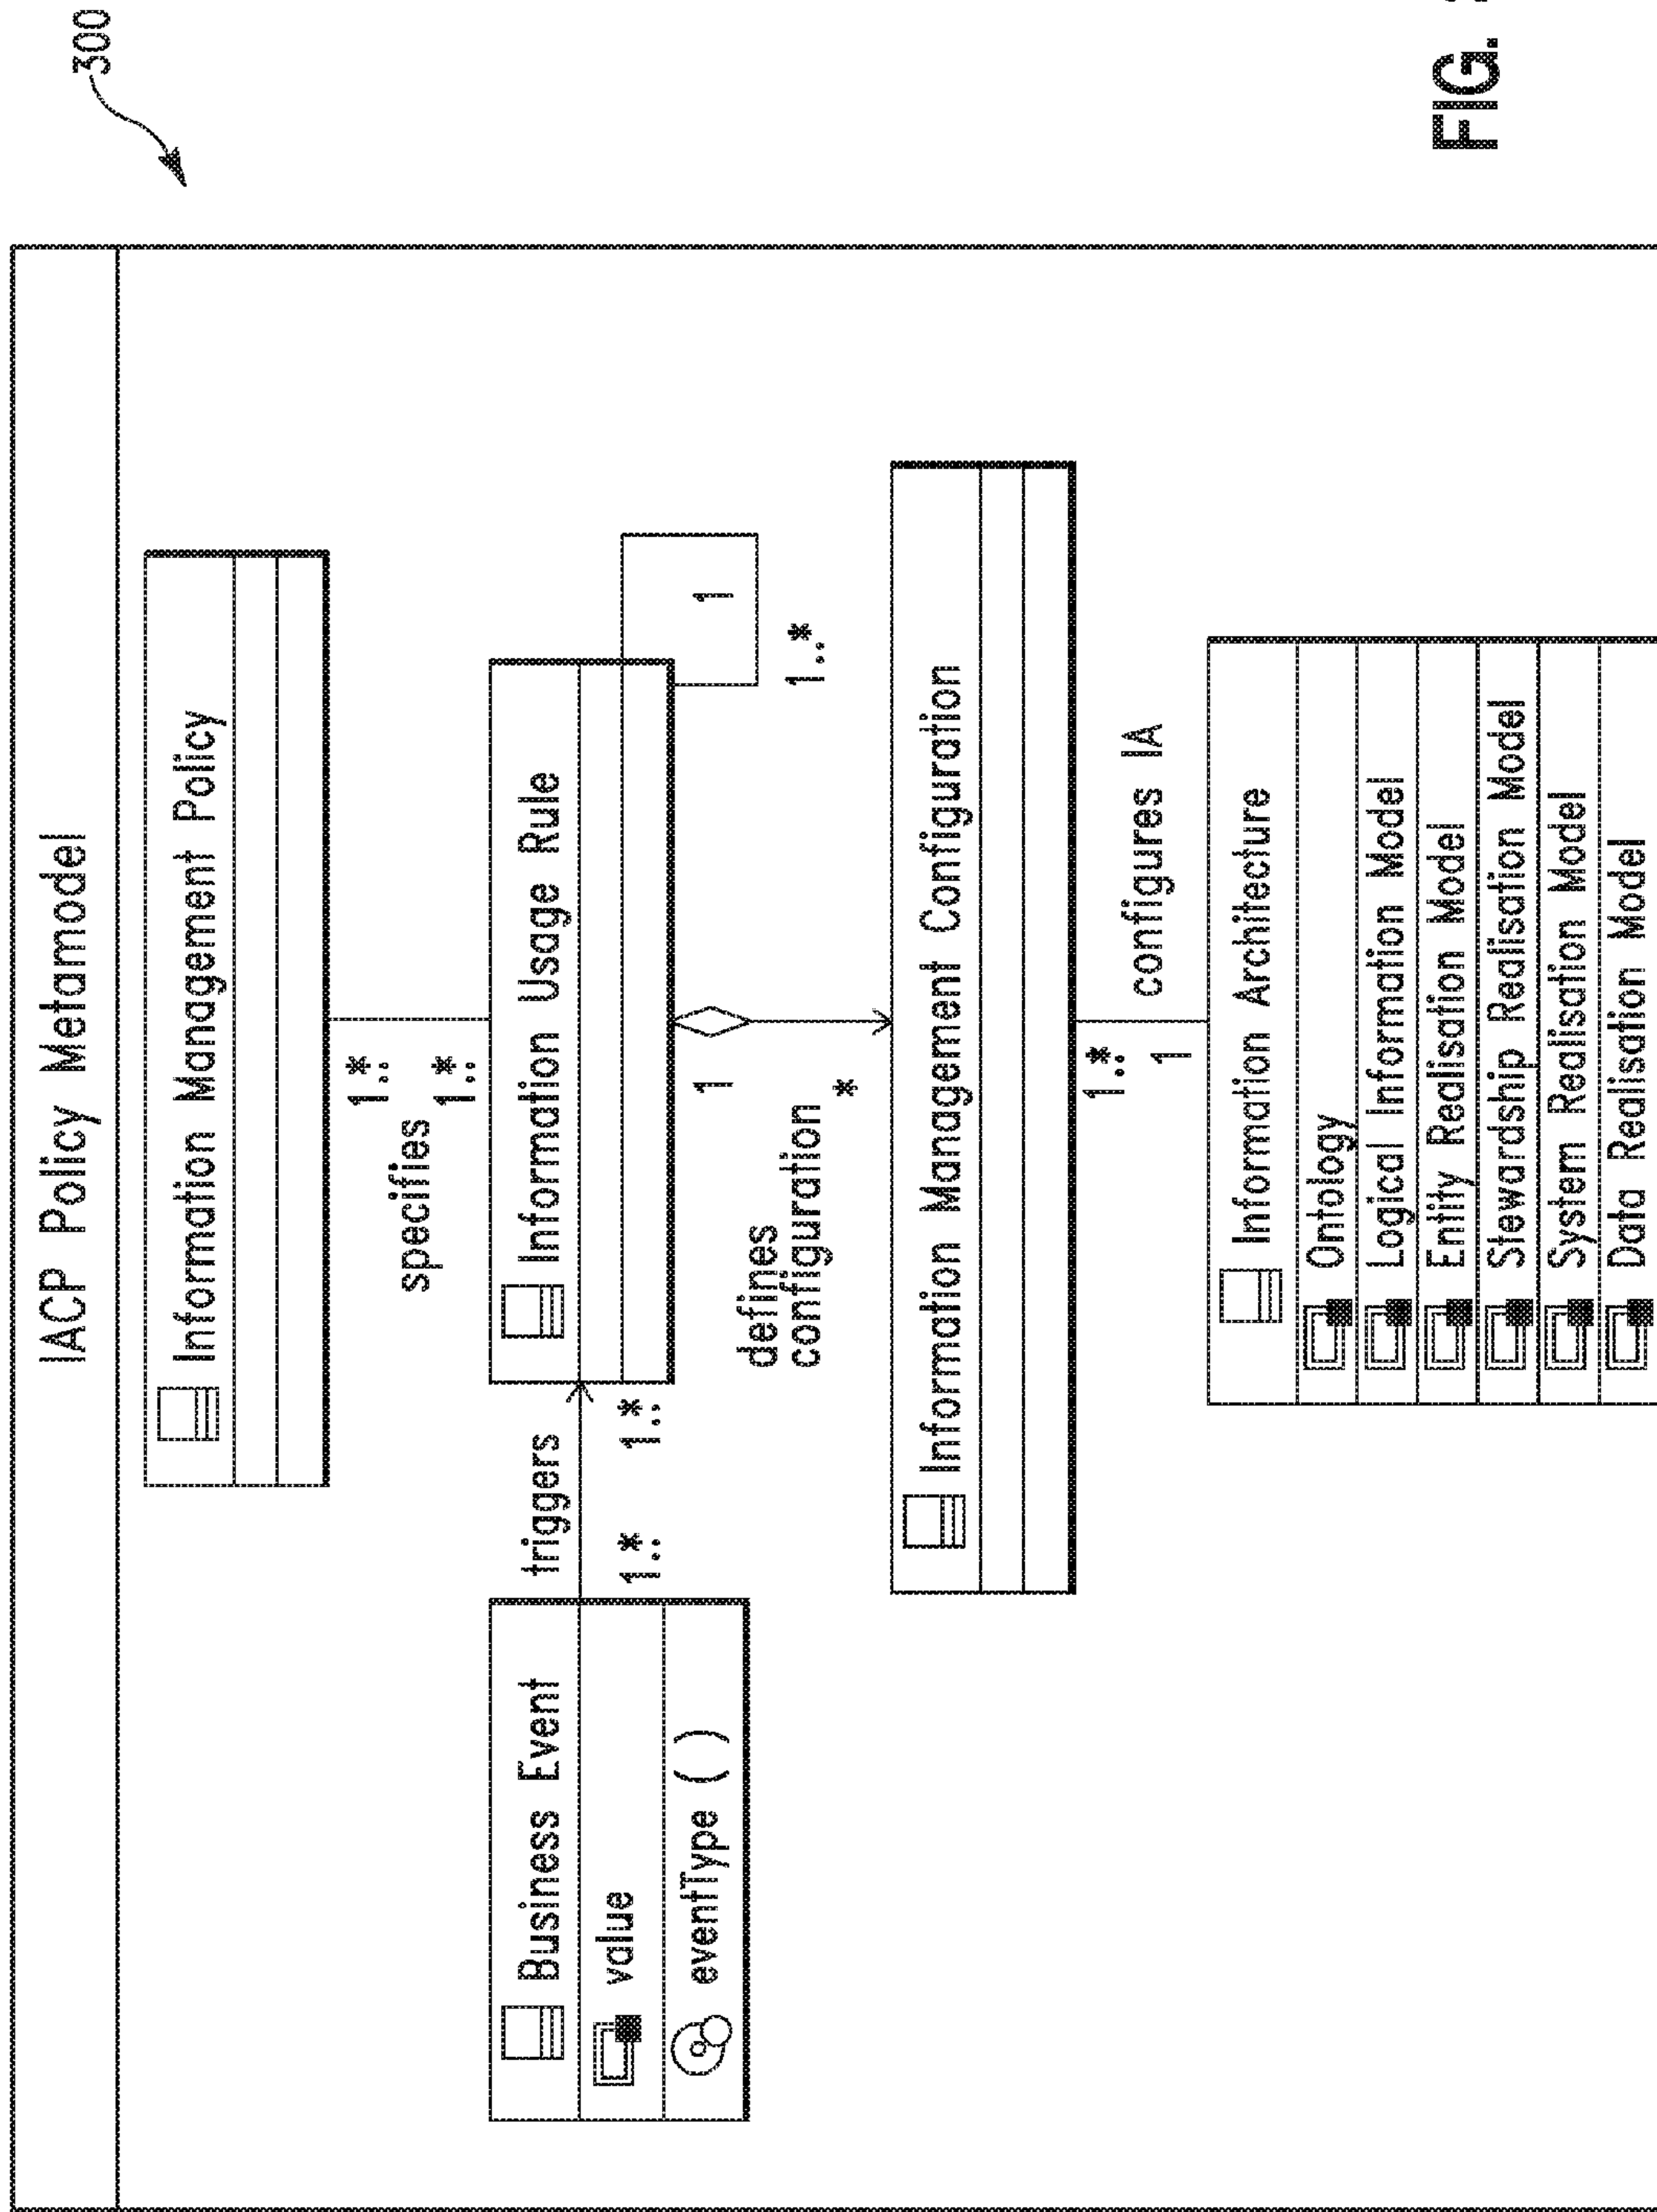 300
IACP Policy Metamodel
Information Management Policy
1..*
specifies
1..*
Business Event
value
eventType ( )
triggers
1..*
1..*
Information Usage Rule
1
1..*
1
defines
configuration
*
Information Management Configuration
1..*
configures IA
1
Information Architecture
Ontology
Logical Information Model
Entity Realisation Model
Stewardship Realisation Model
System Realisation Model
Data Realisation Model
FIG.